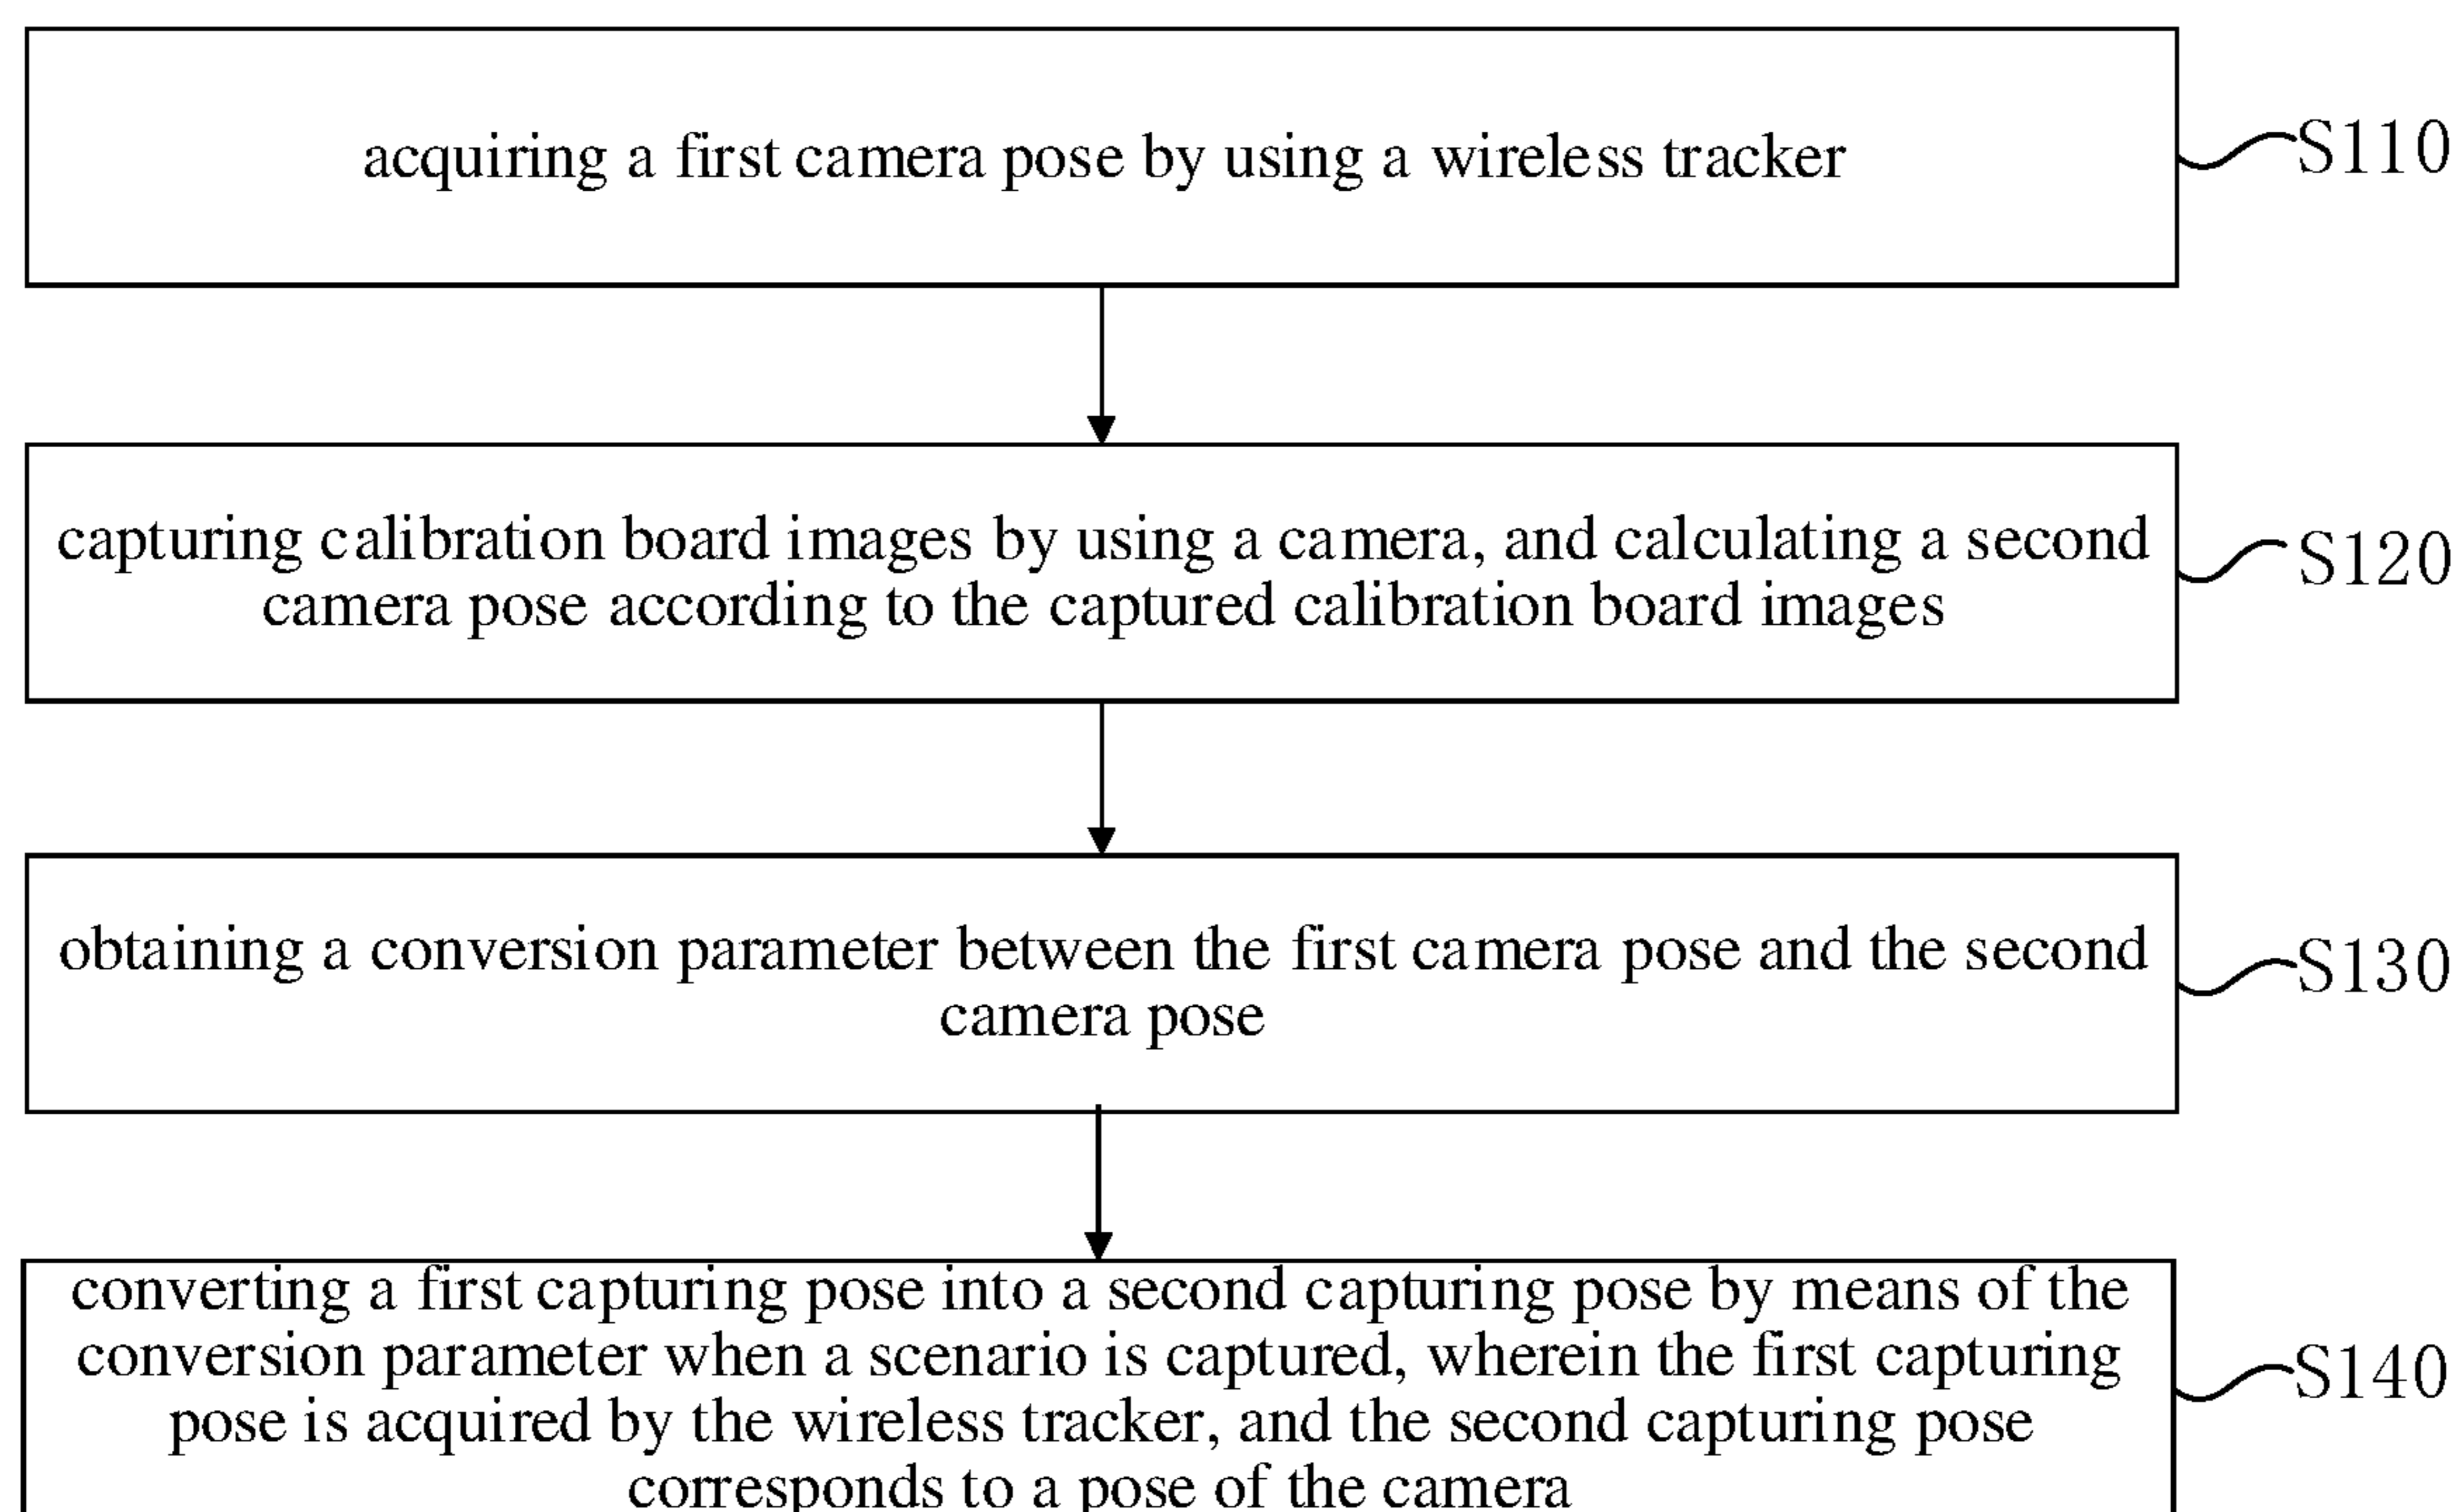 acquiring a first camera pose by using a wireless tracker
S110
capturing calibration board images by using a camera, and calculating a second
camera pose according to the captured calibration board images
S120
obtaining a conversion parameter between the first camera pose and the second
camera pose
S130
converting a first capturing pose into a second capturing pose by means of the
conversion parameter when a scenario is captured, wherein the first capturing
pose is acquired by the wireless tracker, and the second capturing pose
corresponds to a pose of the camera
S140